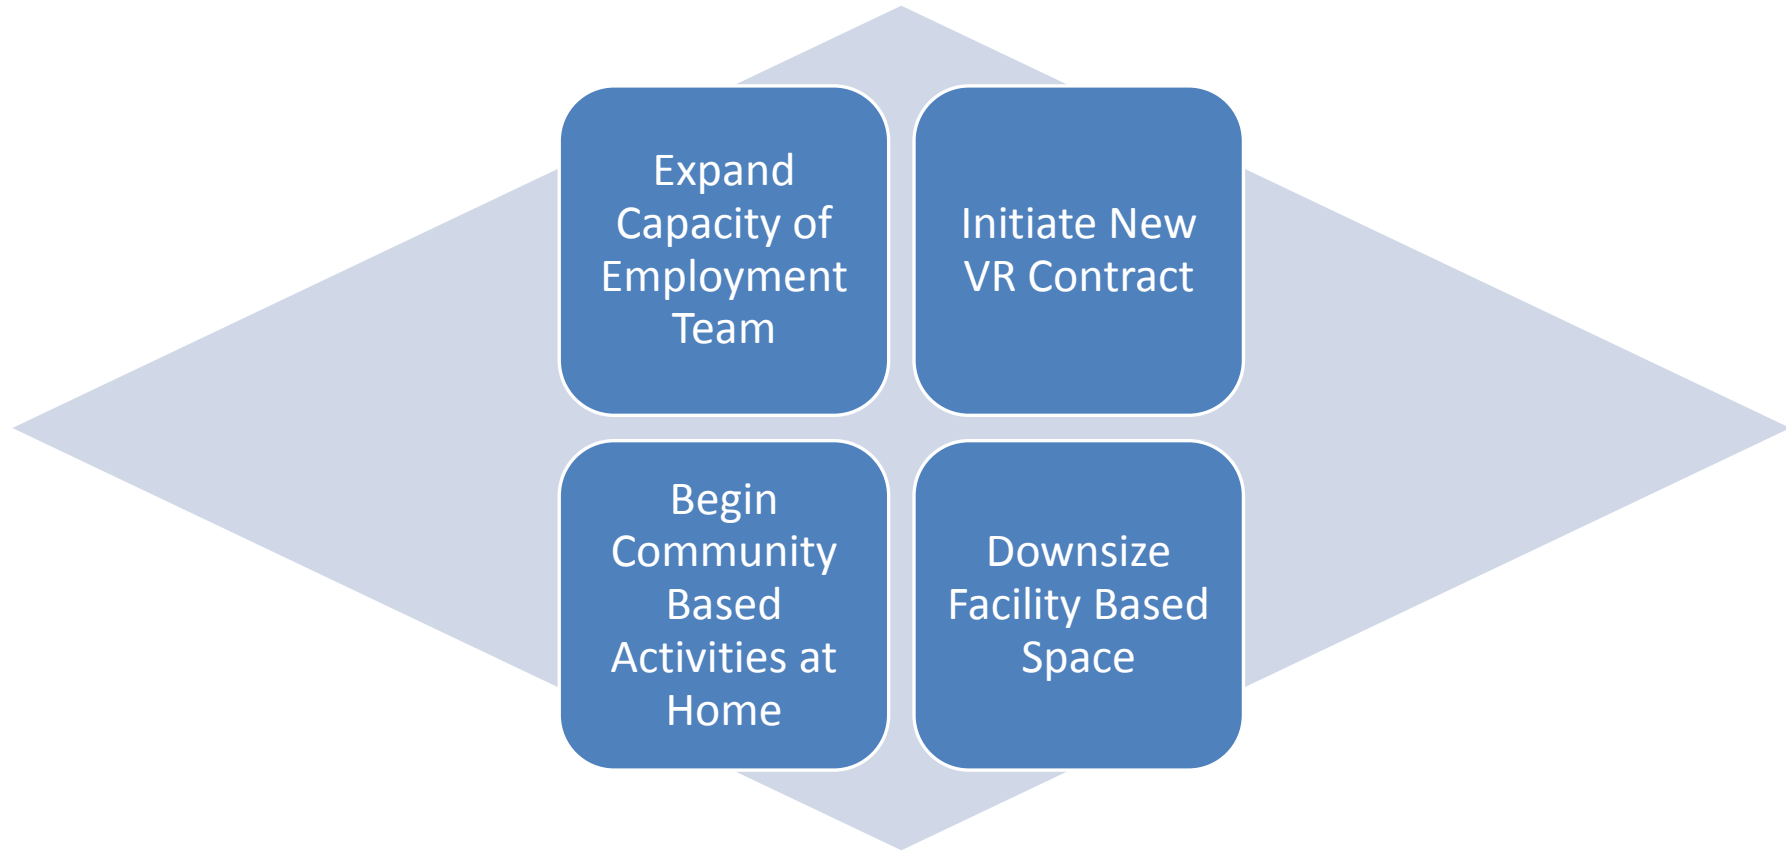 Expand
Capacity of
Employment
Team
Initiate New
VR Contract
Begin
Community
Based
Activities at
Home
Downsize
Facility Based
Space